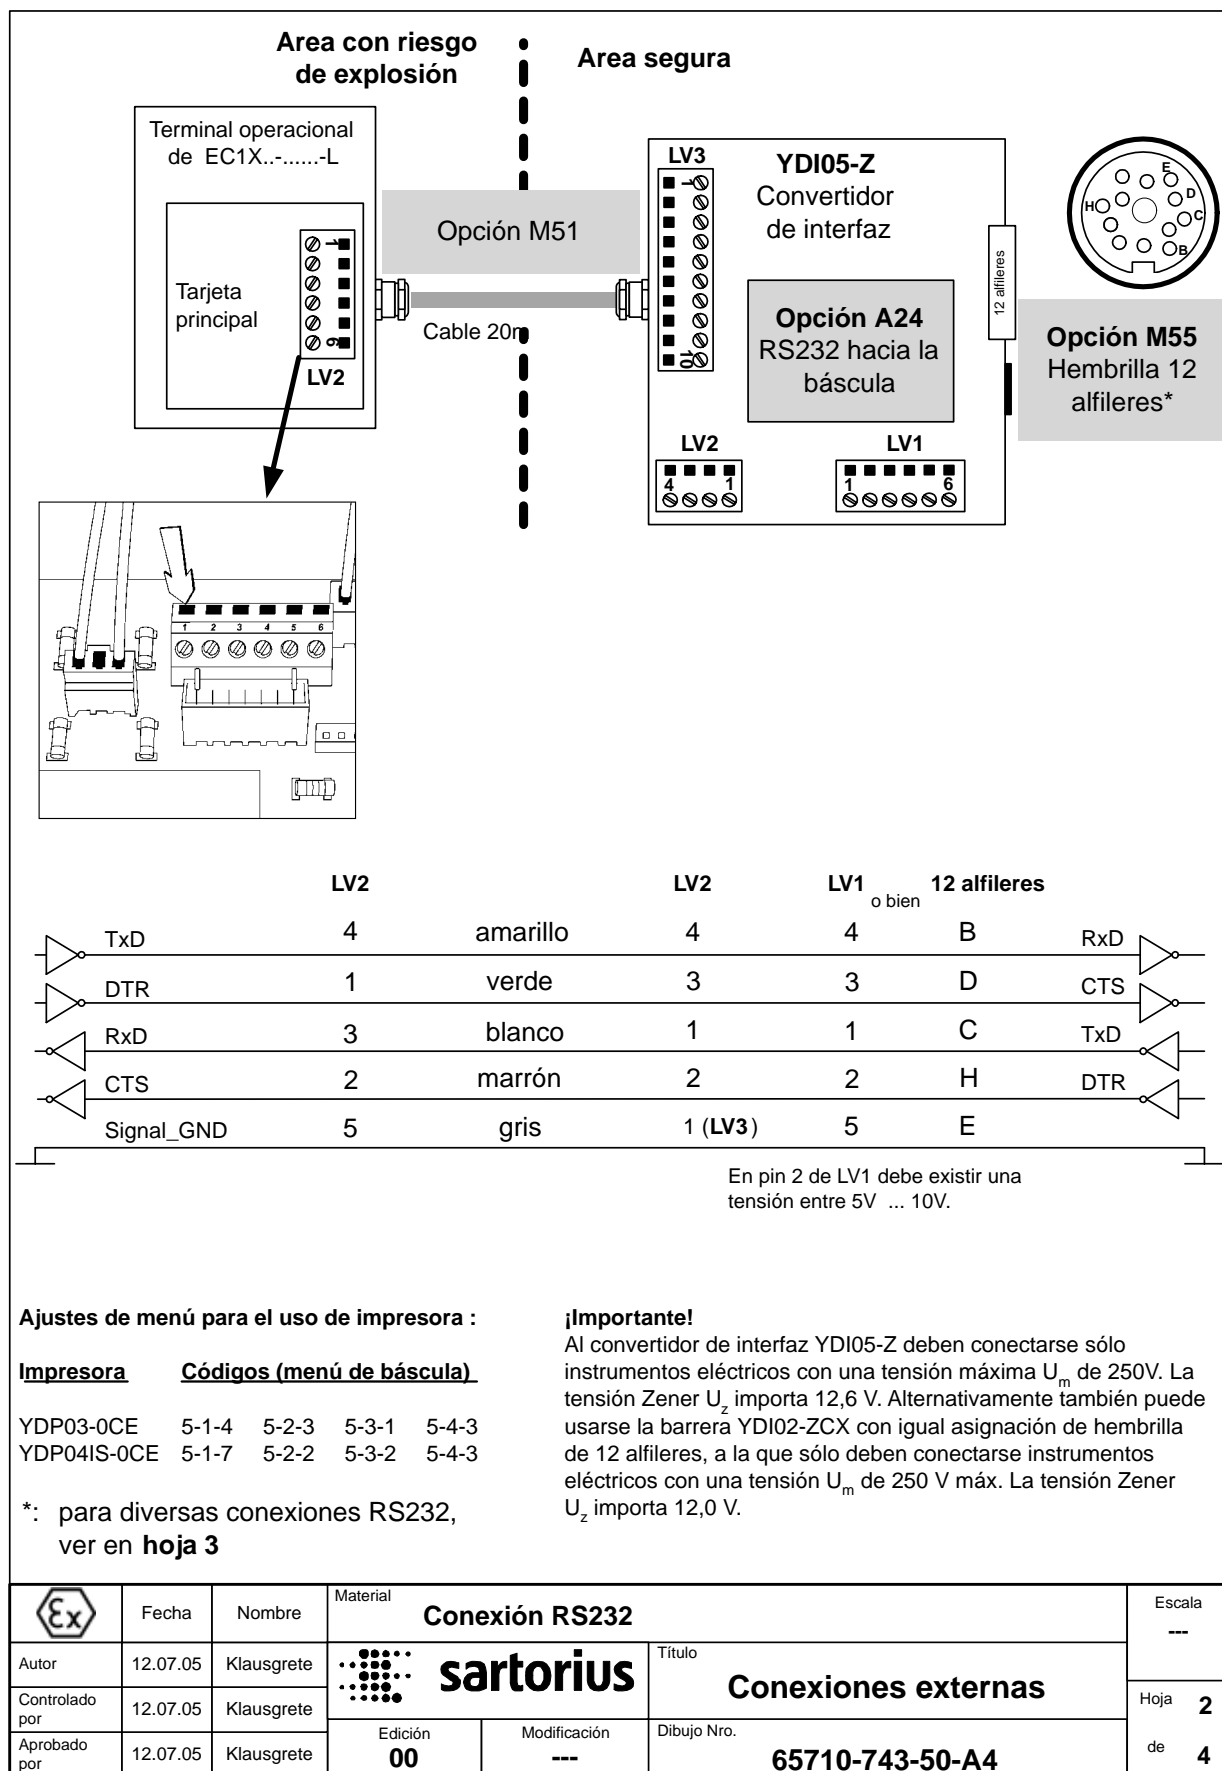 Area con riesgo
de explosión
Area segura
Terminal operacional
de EC1X..-......-L
Tarjeta
principal
1
6
LV2
Opción M51
Cable 20m
LV3
1
10
YDI05-Z
Convertidor
de interfaz
Opción A24
RS232 hacia la
báscula
LV2
4 1
LV1
1 6
12 alfileres
E
D
H
C
B
Opción M55
Hembrilla 12
alfileres*
1 2 3 4 5 6
LV2 LV2 LV1 o bien 12 alfileres
TxD 4 amarillo 4 4 B RxD
DTR 1 verde 3 3 D CTS
RxD 3 blanco 1 1 C TxD
CTS 2 marrón 2 2 H DTR
Signal_GND 5 gris 1 (LV3) 5 E
En pin 2 de LV1 debe existir una
tensión entre 5V ... 10V.
Ajustes de menú para el uso de impresora :
Impresora Códigos (menú de báscula)
YDP03-0CE 5-1-4 5-2-3 5-3-1 5-4-3
YDP04IS-0CE 5-1-7 5-2-2 5-3-2 5-4-3
*: para diversas conexiones RS232,
ver en hoja 3
¡Importante!
Al convertidor de interfaz YDI05-Z deben conectarse sólo
instrumentos eléctricos con una tensión máxima Um de 250V. La
tensión Zener Uz importa 12,6 V. Alternativamente también puede
usarse la barrera YDI02-ZCX con igual asignación de hembrilla
de 12 alfileres, a la que sólo deben conectarse instrumentos
eléctricos con una tensión Um de 250 V máx. La tensión Zener
Uz importa 12,0 V.
Ex
Fecha Nombre
Material
Conexión RS232
Escala
---
Autor 12.07.05 Klausgrete
sartorius
Título
Conexiones externas
Controlado
por
12.07.05 Klausgrete
Hoja 2
Aprobado
por
12.07.05 Klausgrete
Edición
00
Modificación
---
Dibujo Nro.
65710-743-50-A4
de 4